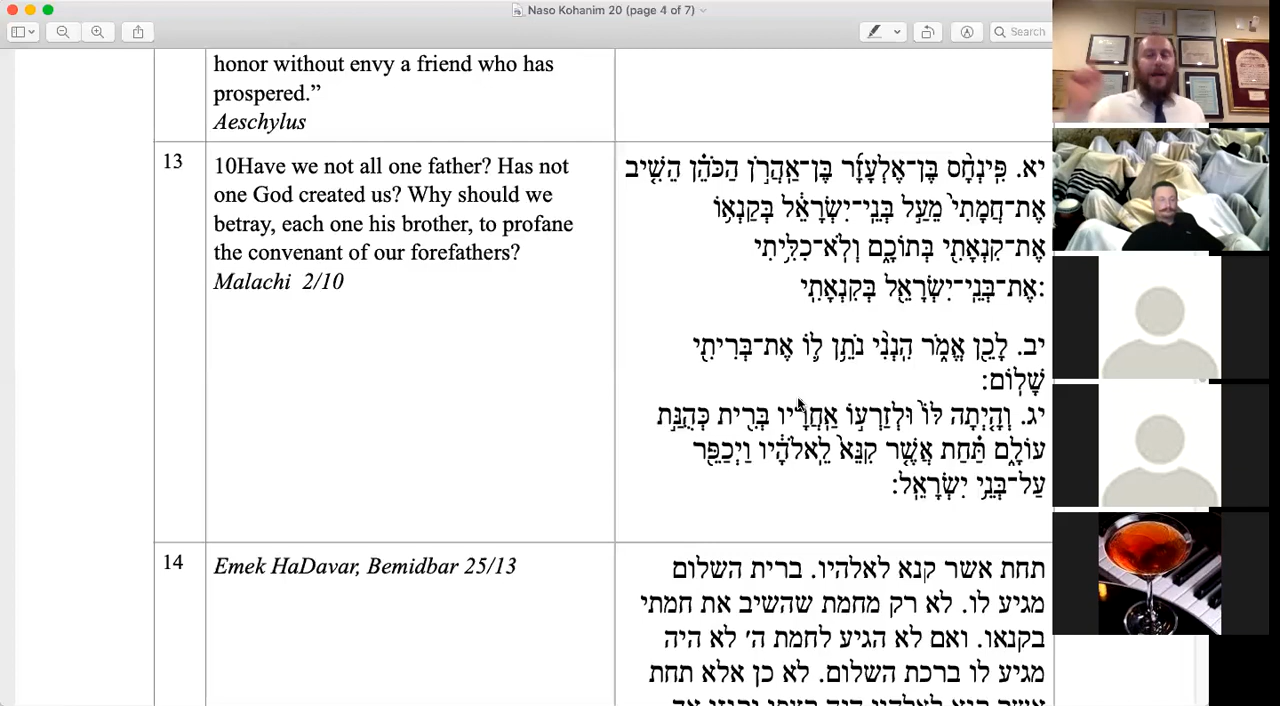 Naso Kohanim 20 (page 4 of 7)
Search
honor without envy a friend who has
prospered.”
Aeschylus
13
10Have we not all one father? Has not
one God created us? Why should we
betray, each one his brother, to profane
the convenant of our forefathers?
Malachi 2/10
יא. פִּֽינְחָ֨ס בֶּן־אֶלְעָזָ֜ר בֶּן־אַהֲרֹ֣ן הַכֹּהֵ֗ן הֵשִׁ֤יב
אֶת־חֲמָתִי֙ מֵעַ֣ל בְּנֵֽי־יִשְׂרָאֵ֔ל בְּקַנְא֥וֹ
אֶת־קִנְאָתִ֖י בְּתוֹכָ֑ם וְלֹֽא־כִלִּ֥יתִי
אֶת־בְּנֵֽי־יִשְׂרָאֵ֖ל בְּקִנְאָתִֽי:
יב. לָכֵ֖ן אֱמֹ֑ר הִנְנִ֨י נֹתֵ֥ן ל֛וֹ אֶת־בְּרִיתִ֖י
שָׁלֽוֹם:
יג. וְהָ֤יְתָה לּוֹ֙ וּלְזַרְע֣וֹ אַחֲרָ֔יו בְּרִ֖ית כְּהֻנַּ֣ת
עוֹלָ֑ם תַּ֗חַת אֲשֶׁ֤ר קִנֵּא֙ לֵֽאלֹהָ֔יו וַיְכַפֵּ֖ר
עַל־בְּנֵ֥י יִשְׂרָאֵֽל:
14
Emek HaDavar, Bemidbar 25/13
תחת אשר קנא לאלהיו. ברית השלום
מגיע לו. לא רק מחמת שהשיב את חמתי
בקנאו. ואם לא הגיע לחמת ה׳ לא היה
מגיע לו ברכת השלום. לא כן אלא תחת